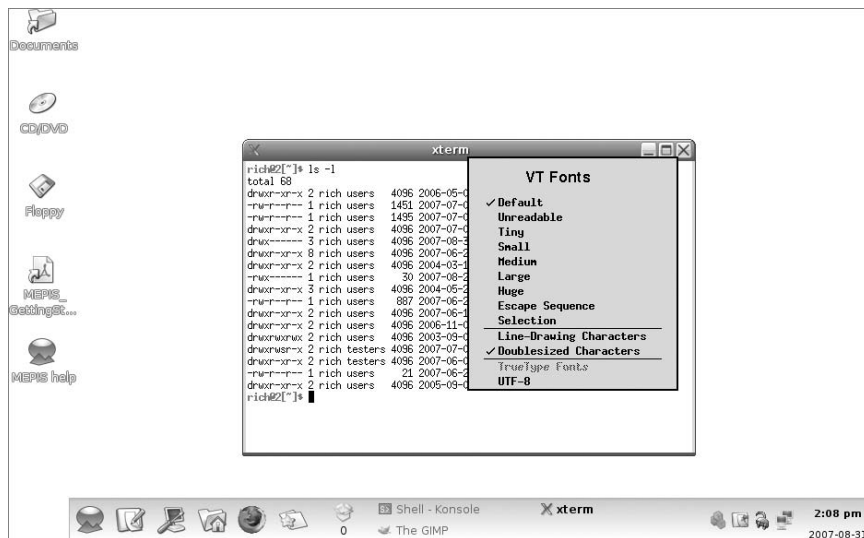 Documents
CD/DVD
Floppy
MEPIS_
GettingSt...
MEPIS help
xterm
rich@2[~]$ ls -l
total 68
drwxr-xr-x 2 rich users 4096 2006-05-0
-rw-r--r-- 1 rich users 1451 2007-07-0
-rw-r--r-- 1 rich users 1495 2007-07-0
drwxr-xr-x 2 rich users 4096 2007-07-0
drwx------ 3 rich users 4096 2007-08-3
drwxr-xr-x 8 rich users 4096 2007-06-2
drwxr-xr-x 2 rich users 4096 2004-03-1
-rwx------ 1 rich users 30 2007-08-2
drwxr-xr-x 3 rich users 4096 2004-05-2
-rw-r--r-- 1 rich users 887 2007-06-2
drwxr-xr-x 2 rich users 4096 2007-06-1
drwxr-xr-x 2 rich users 4096 2006-11-0
drwxrwxrwx 2 rich users 4096 2003-09-0
drwxrwsr-x 2 rich testers 4096 2007-07-0
drwxr-xr-x 2 rich testers 4096 2007-06-0
-rw-r--r-- 1 rich users 21 2007-06-2
drwxr-xr-x 2 rich users 4096 2005-09-0
rich@2[~]$
VT Fonts
✓ Default
Unreadable
Tiny
Small
Medium
Large
Huge
Escape Sequence
Selection
Line-Drawing Characters
✓ Doublesized Characters
TrueType Fonts
UTF-8
0
Shell - Konsole
The GIMP
xterm
2:08 pm
2007-08-31